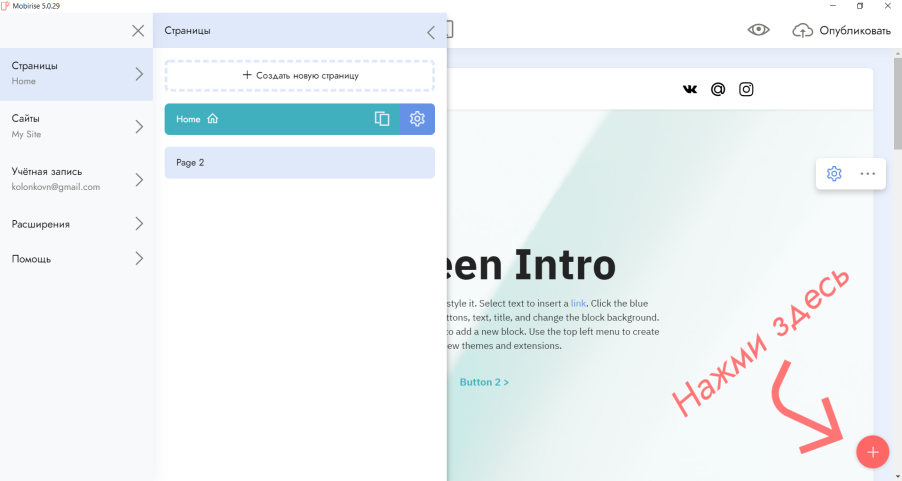 Mobirise 5.0.29
Страницы
Опубликовать
Страницы
Home
Сайты
My Site
Учётная запись
kolonkovn@gmail.com
Расширения
Помощь
+ Создать новую страницу
Home
Page 2
een Intro
style it. Select text to insert a link. Click the blue
ttons, text, title, and change the block background.
to add a new block. Use the top left menu to create
ew themes and extensions.
Button 2 >
Нажми здесь